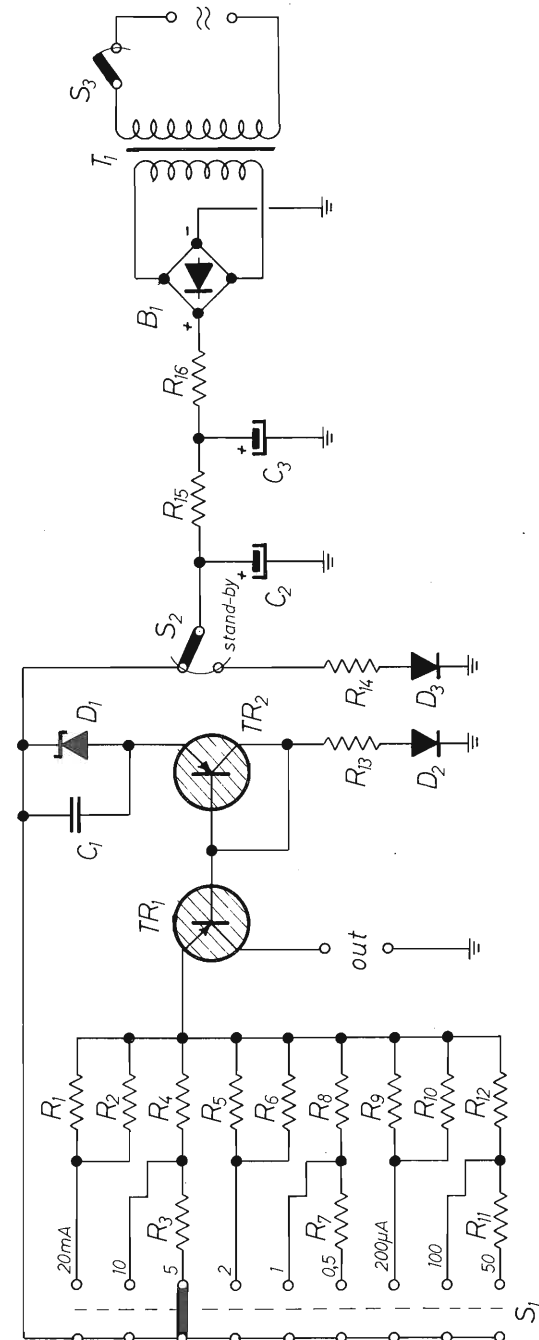 S3
≈
T1
-
B1
+
R16
+
C3
R15
+
C2
S2
stand-by
R14
D3
D1
TR2
R13
D2
C1
TR1
out
R1
R2
R4
R5
R6
R8
R9
R10
R12
R3
R7
R11
20mA
10
5
2
1
0,5
200µA
100
50
S1